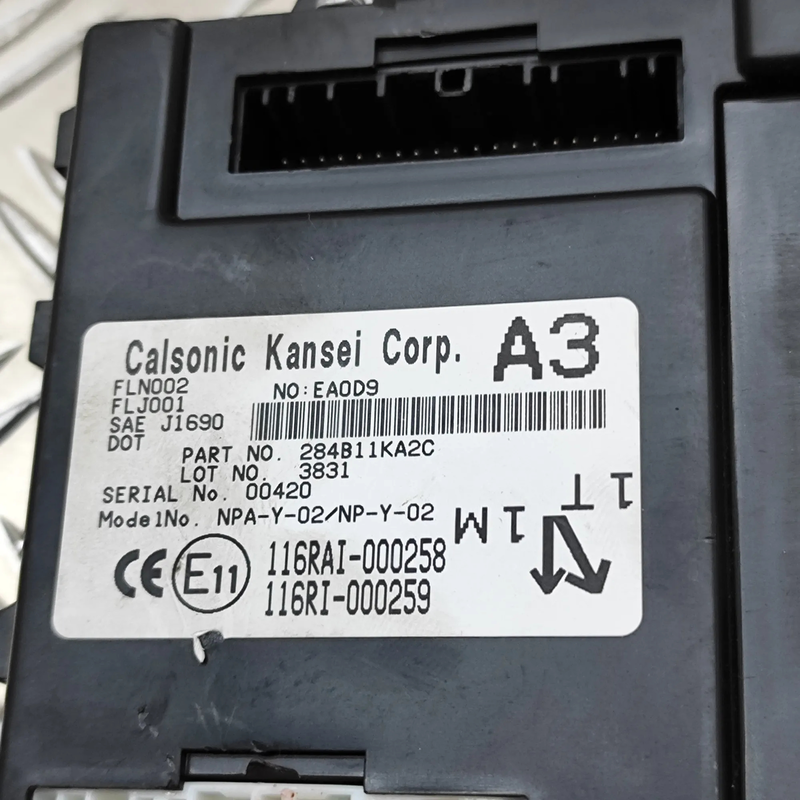 Calsonic Kansei Corp. A3
FLN002 NO:EA0D9
FLJ001
SAE J1690
DOT
PART NO. 284B11KA2C
LOT NO. 3831
SERIAL No. 00420
ModelNo. NPA-Y-02/NP-Y-02
1T
1M
CE E11 116RAI-000258
116RI-000259